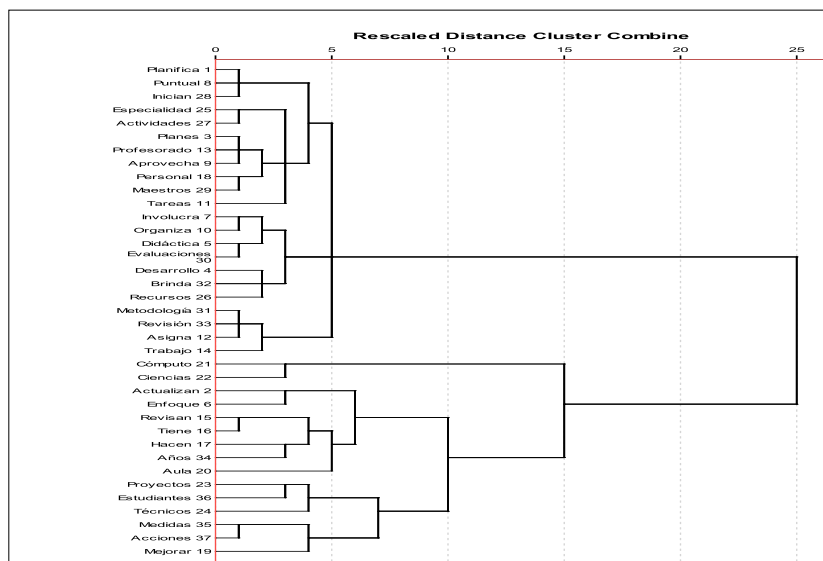 Rescaled Distance Cluster Combine
0 5 10 15 20 25
Planifica 1
Puntual 8
Inician 28
Especialidad 25
Actividades 27
Planes 3
Profesorado 13
Aprovecha 9
Personal 18
Maestros 29
Tareas 11
Involucra 7
Organiza 10
Didáctica 5
Evaluaciones
30
Desarrollo 4
Brinda 32
Recursos 26
Metodología 31
Revisión 33
Asigna 12
Trabajo 14
Cómputo 21
Ciencias 22
Actualizan 2
Enfoque 6
Revisan 15
Tiene 16
Hacen 17
Años 34
Aula 20
Proyectos 23
Estudiantes 36
Técnicos 24
Medidas 35
Acciones 37
Mejorar 19